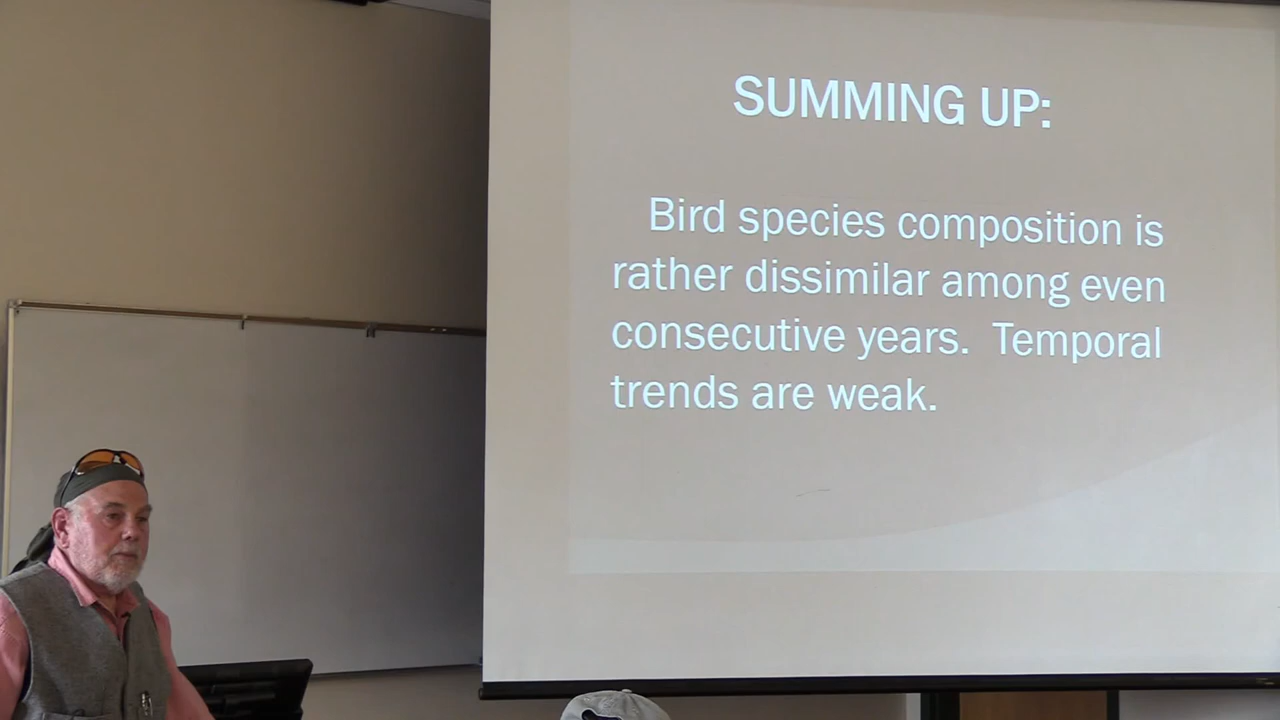 SUMMING UP:
Bird species composition is
rather dissimilar among even
consecutive years. Temporal
trends are weak.